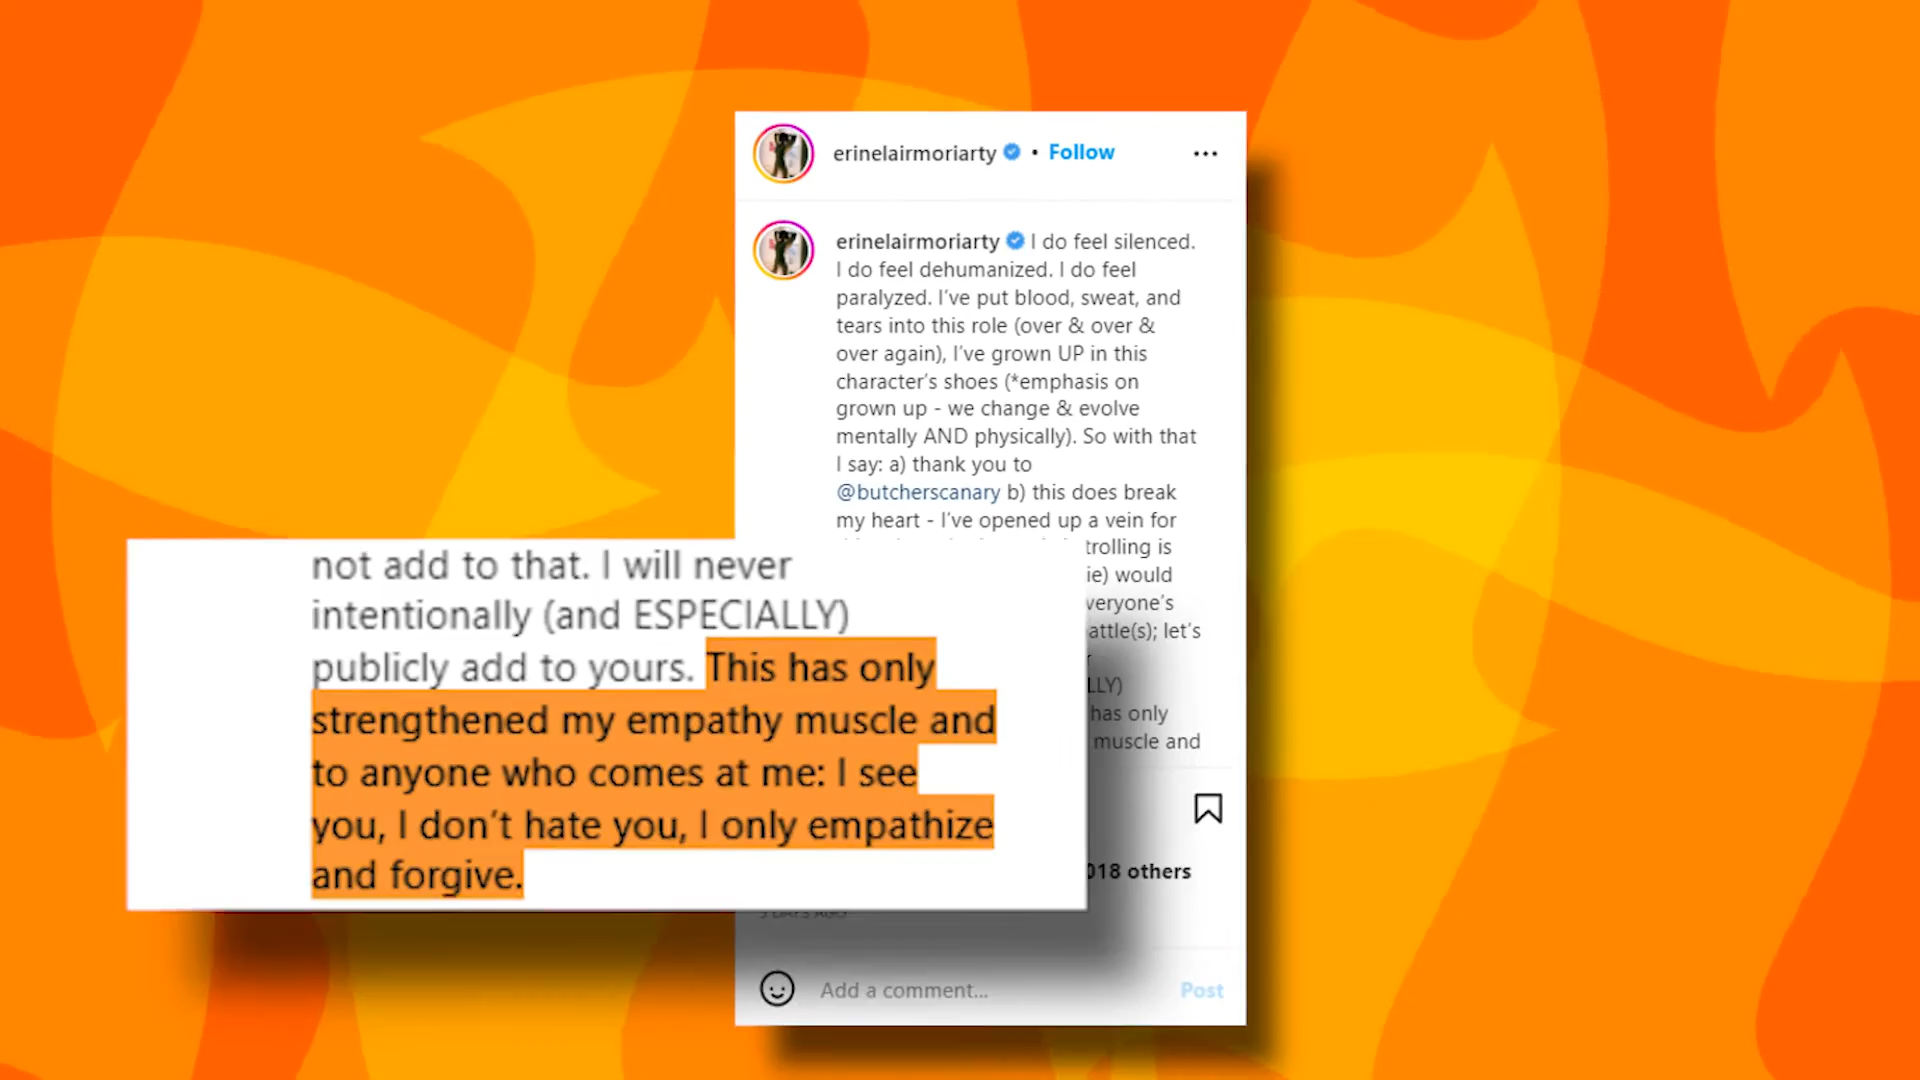 erinelairmoriarty • Follow
erinelairmoriarty I do feel silenced.
I do feel dehumanized. I do feel
paralyzed. I've put blood, sweat, and
tears into this role (over & over &
over again), I've grown UP in this
character's shoes (*emphasis on
grown up - we change & evolve
mentally AND physically). So with that
I say: a) thank you to
@butcherscanary b) this does break
my heart - I've opened up a vein for
trolling is
would
everyone's
let's
has only
muscle and
not add to that. I will never
intentionally (and ESPECIALLY)
publicly add to yours. This has only
strengthened my empathy muscle and
to anyone who comes at me: I see
you, I don't hate you, I only empathize
and forgive.
018 others
DAYS AGO
Add a comment... Post